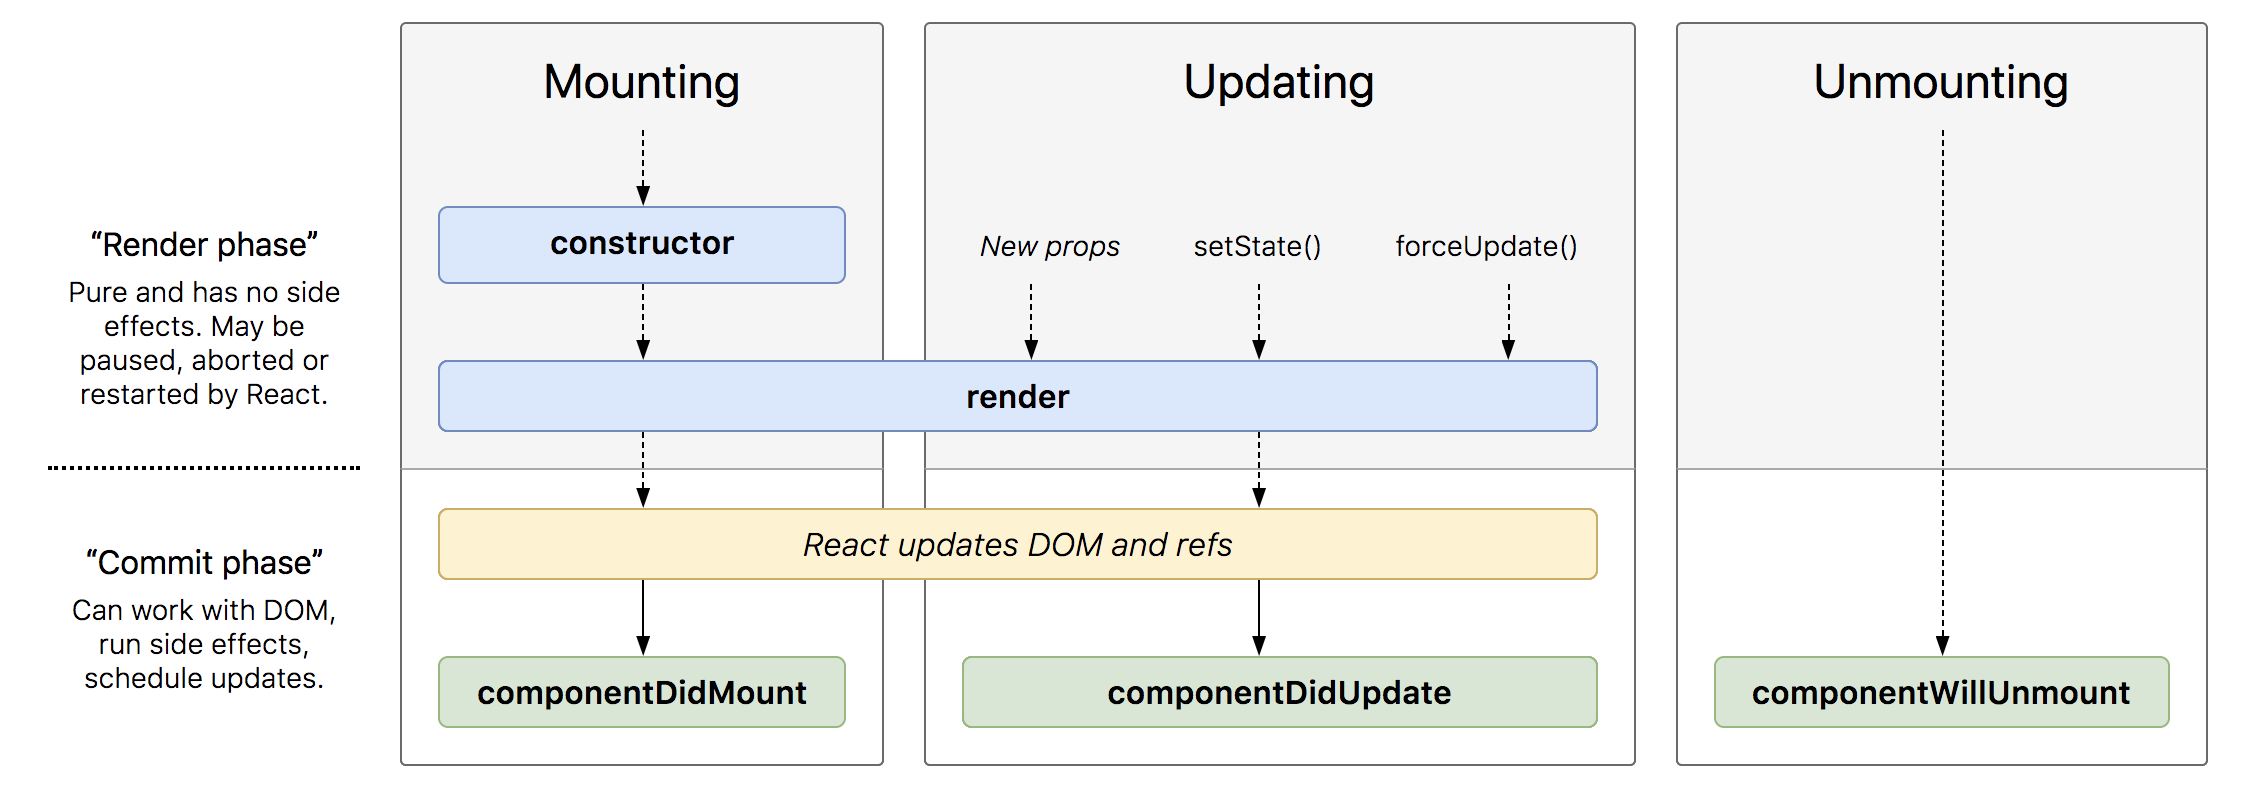 Mounting
Updating
Unmounting
“Render phase”
Pure and has no side
effects. May be
paused, aborted or
restarted by React.
constructor
New props
setState()
forceUpdate()
render
“Commit phase”
Can work with DOM,
run side effects,
schedule updates.
React updates DOM and refs
componentDidMount
componentDidUpdate
componentWillUnmount